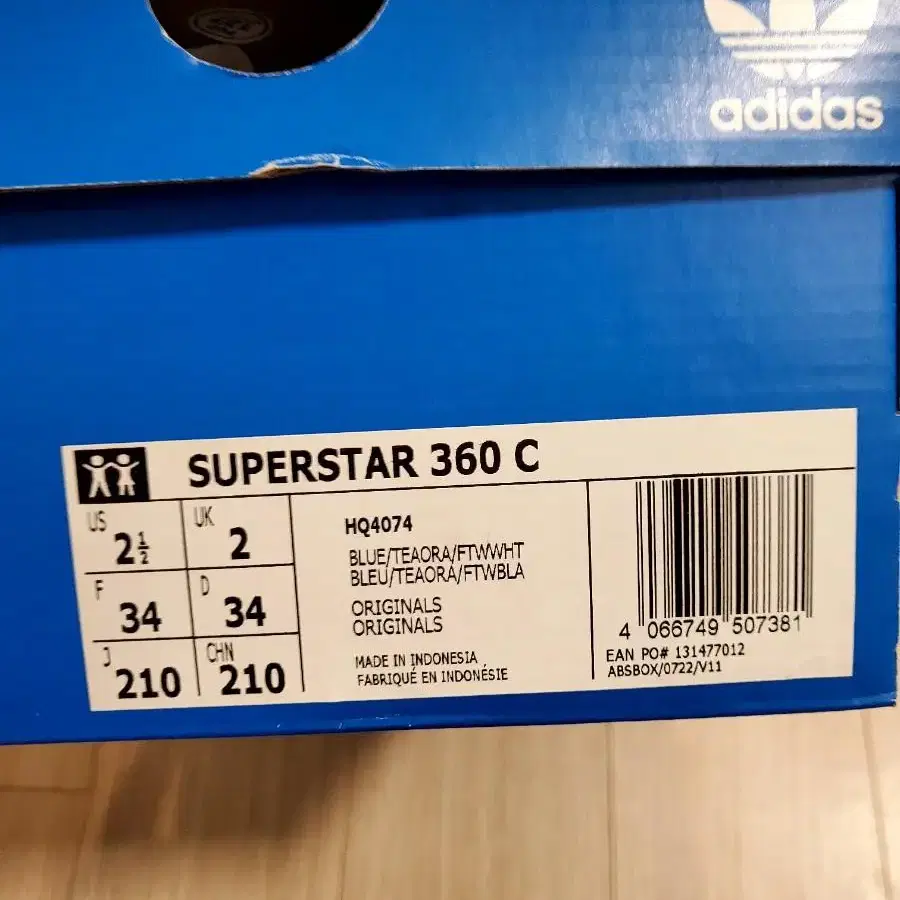 adidas
SUPERSTAR 360 C
US
2½
UK
2
F
34
D
34
J
210
CHN
210
HQ4074
BLUE/TEAORA/FTWWHT
BLEU/TEAORA/FTWBLA
ORIGINALS
ORIGINALS
MADE IN INDONESIA
FABRIQUÉ EN INDONÉSIE
4 066749 507381
EAN PO# 131477012
ABSBOX/0722/V11